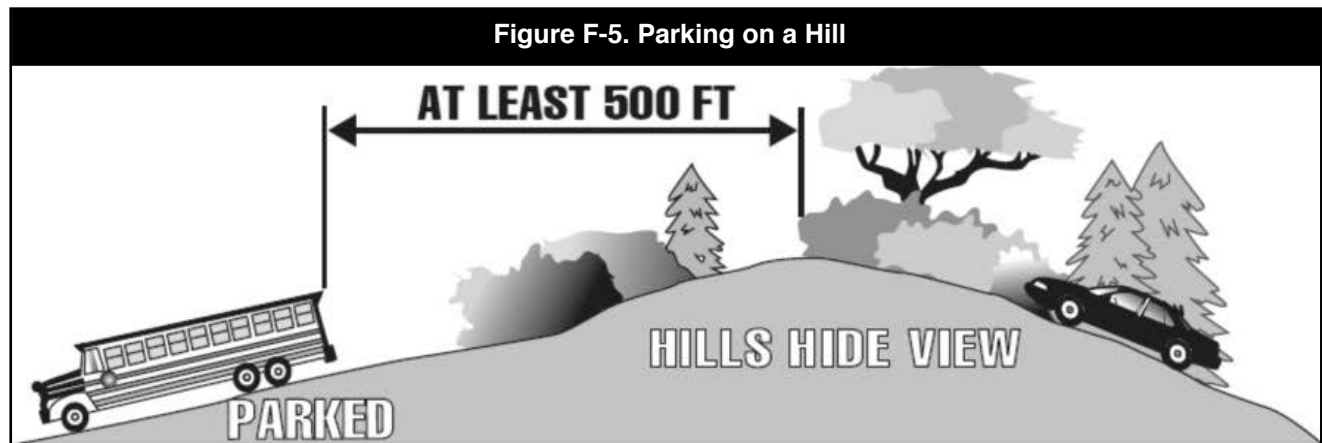 Figure F-5. Parking on a Hill
AT LEAST 500 FT
HILLS HIDE VIEW
PARKED